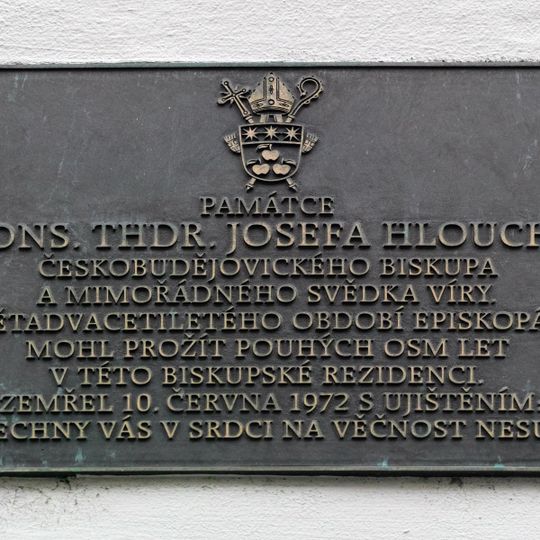 PAMÁTCE
ONS. THDR. JOSEFA HLOUCH
ČESKOBUDĚJOVICKÉHO BISKUPA
A MIMOŘÁDNÉHO SVĚDKA VÍRY.
ĚTADVACETILETÉHO OBDOBÍ EPISKOPÁ
MOHL PROŽÍT POUHÝCH OSM LET
V TÉTO BISKUPSKÉ REZIDENCI.
ZEMŘEL 10. ČERVNA 1972 S UJIŠTĚNÍM:
ECHNY VÁS V SRDCI NA VĚČNOST NESU